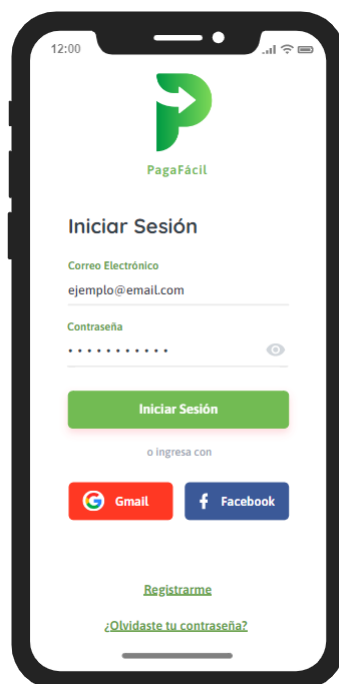 12:00
PagaFácil
Iniciar Sesión
Correo Electrónico
ejemplo@email.com
Contraseña
• • • • • • • • • • •
Iniciar Sesión
o ingresa con
G Gmail f Facebook
Registrarme
¿Olvidaste tu contraseña?